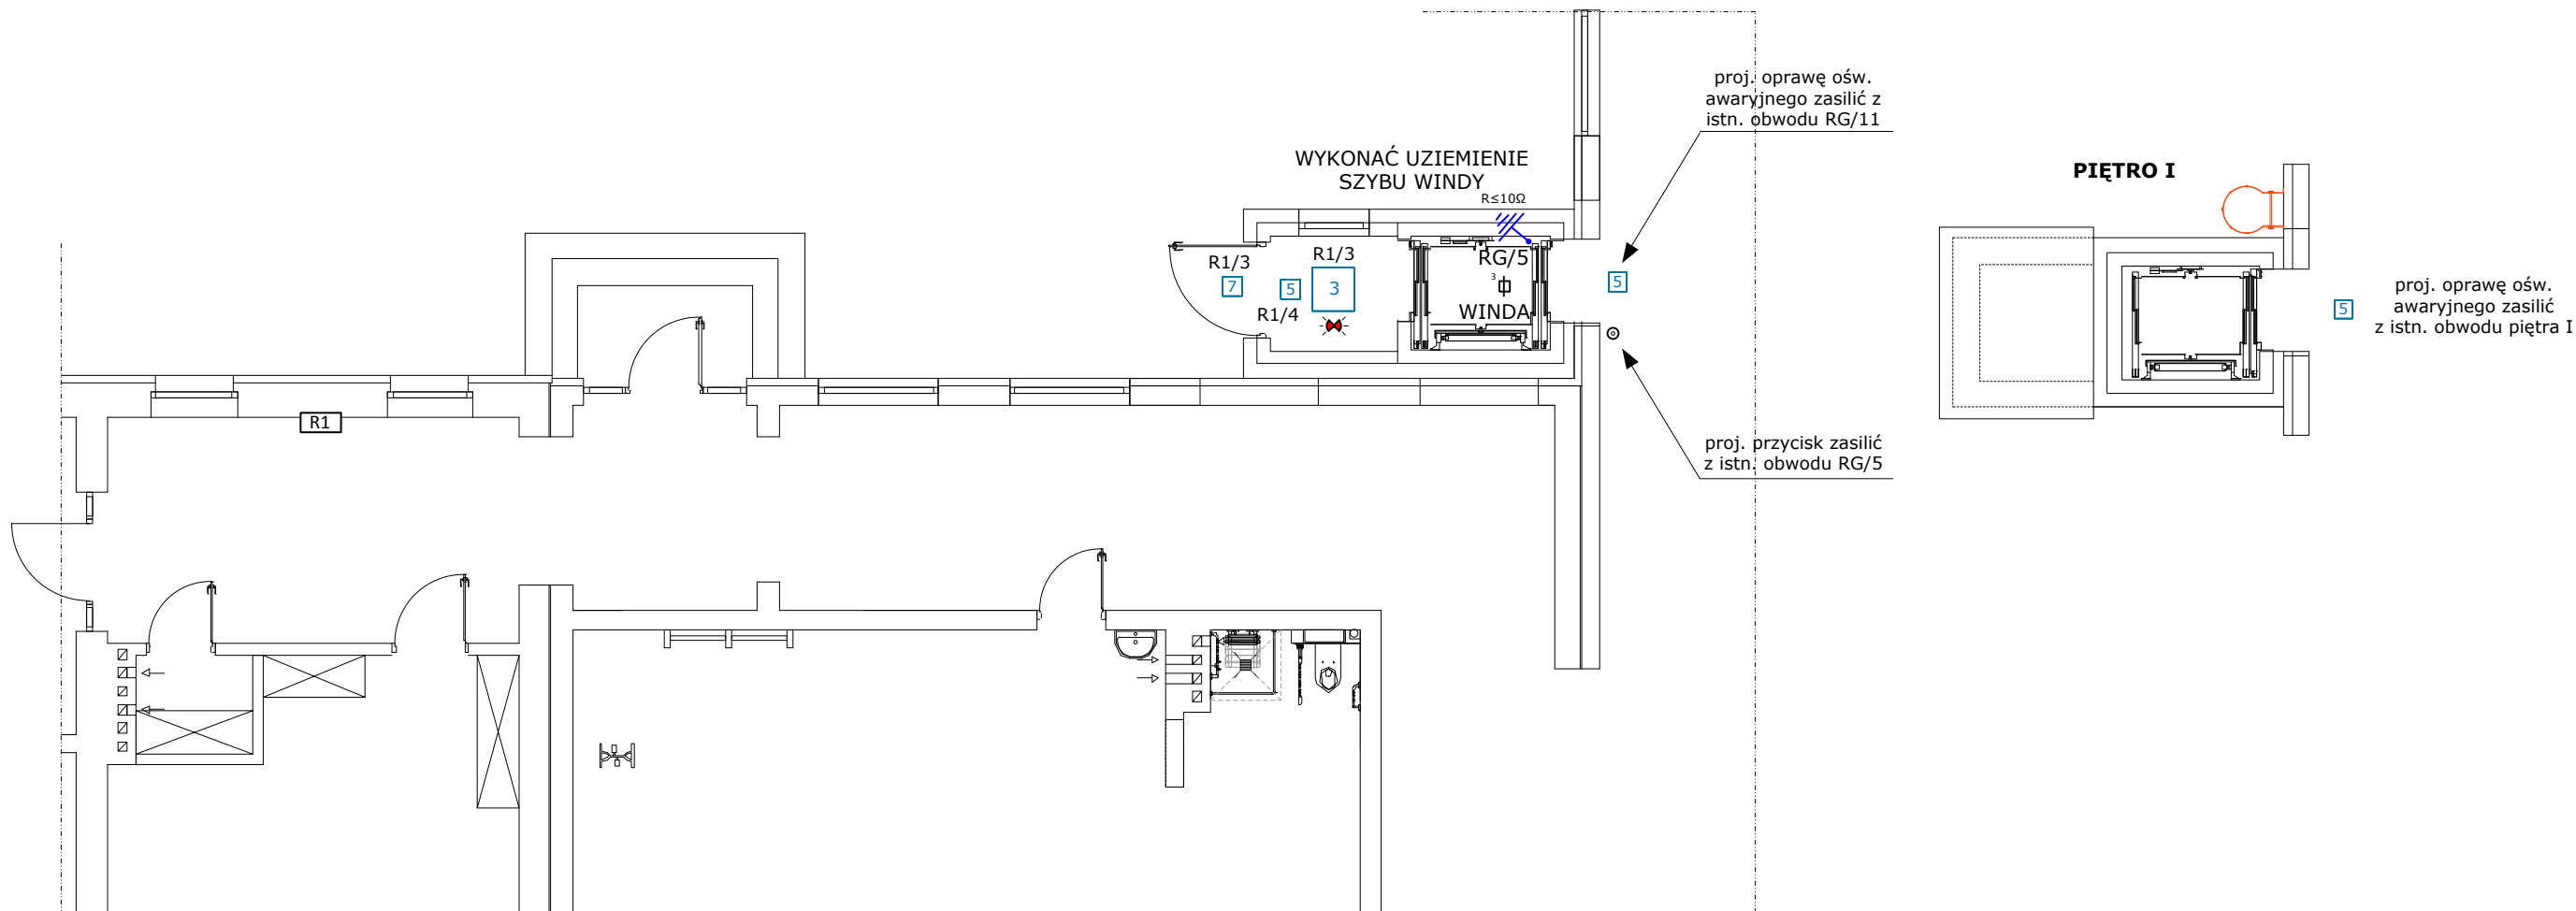 proj. oprawę ośw.
awaryjnego zasilić z
istn. obwodu RG/11
WYKONAĆ UZIEMIENIE
SZYBU WINDY
R≤10Ω
PIĘTRO I
R1/3
R1/3
RG/5
7
5
3
3
5
R1/4
WINDA
5
proj. oprawę ośw.
awaryjnego zasilić
z istn. obwodu piętra I
R1
proj. przycisk zasilić
z istn. obwodu RG/5